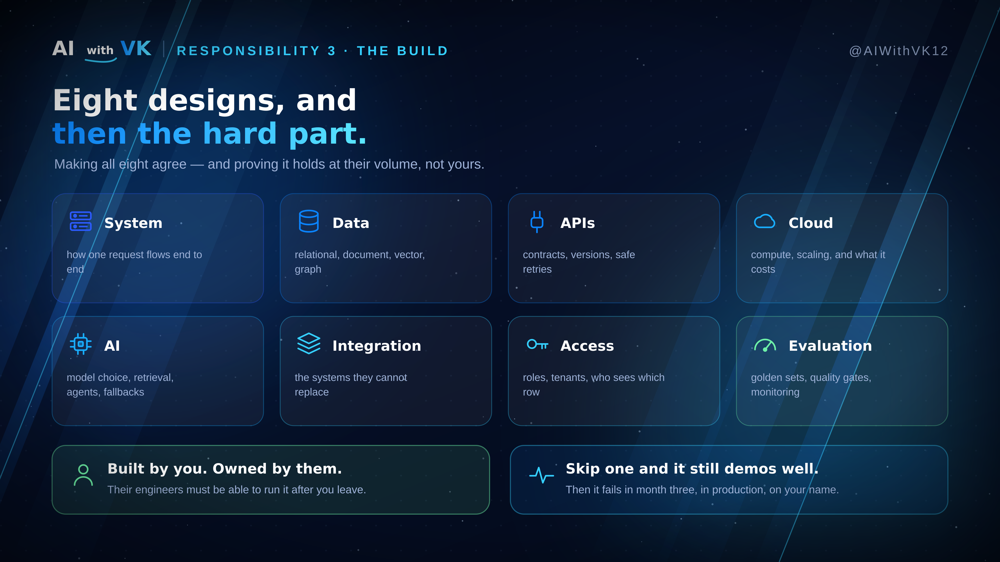 AI with VK
RESPONSIBILITY 3 · THE BUILD
@AIWithVK12
Eight designs, and
then the hard part.
Making all eight agree — and proving it holds at their volume, not yours.
System
how one request flows end to
end
Data
relational, document, vector,
graph
APIs
contracts, versions, safe
retries
Cloud
compute, scaling, and what it
costs
AI
model choice, retrieval,
agents, fallbacks
Integration
the systems they cannot
replace
Access
roles, tenants, who sees which
row
Evaluation
golden sets, quality gates,
monitoring
Built by you. Owned by them.
Their engineers must be able to run it after you leave.
Skip one and it still demos well.
Then it fails in month three, in production, on your name.